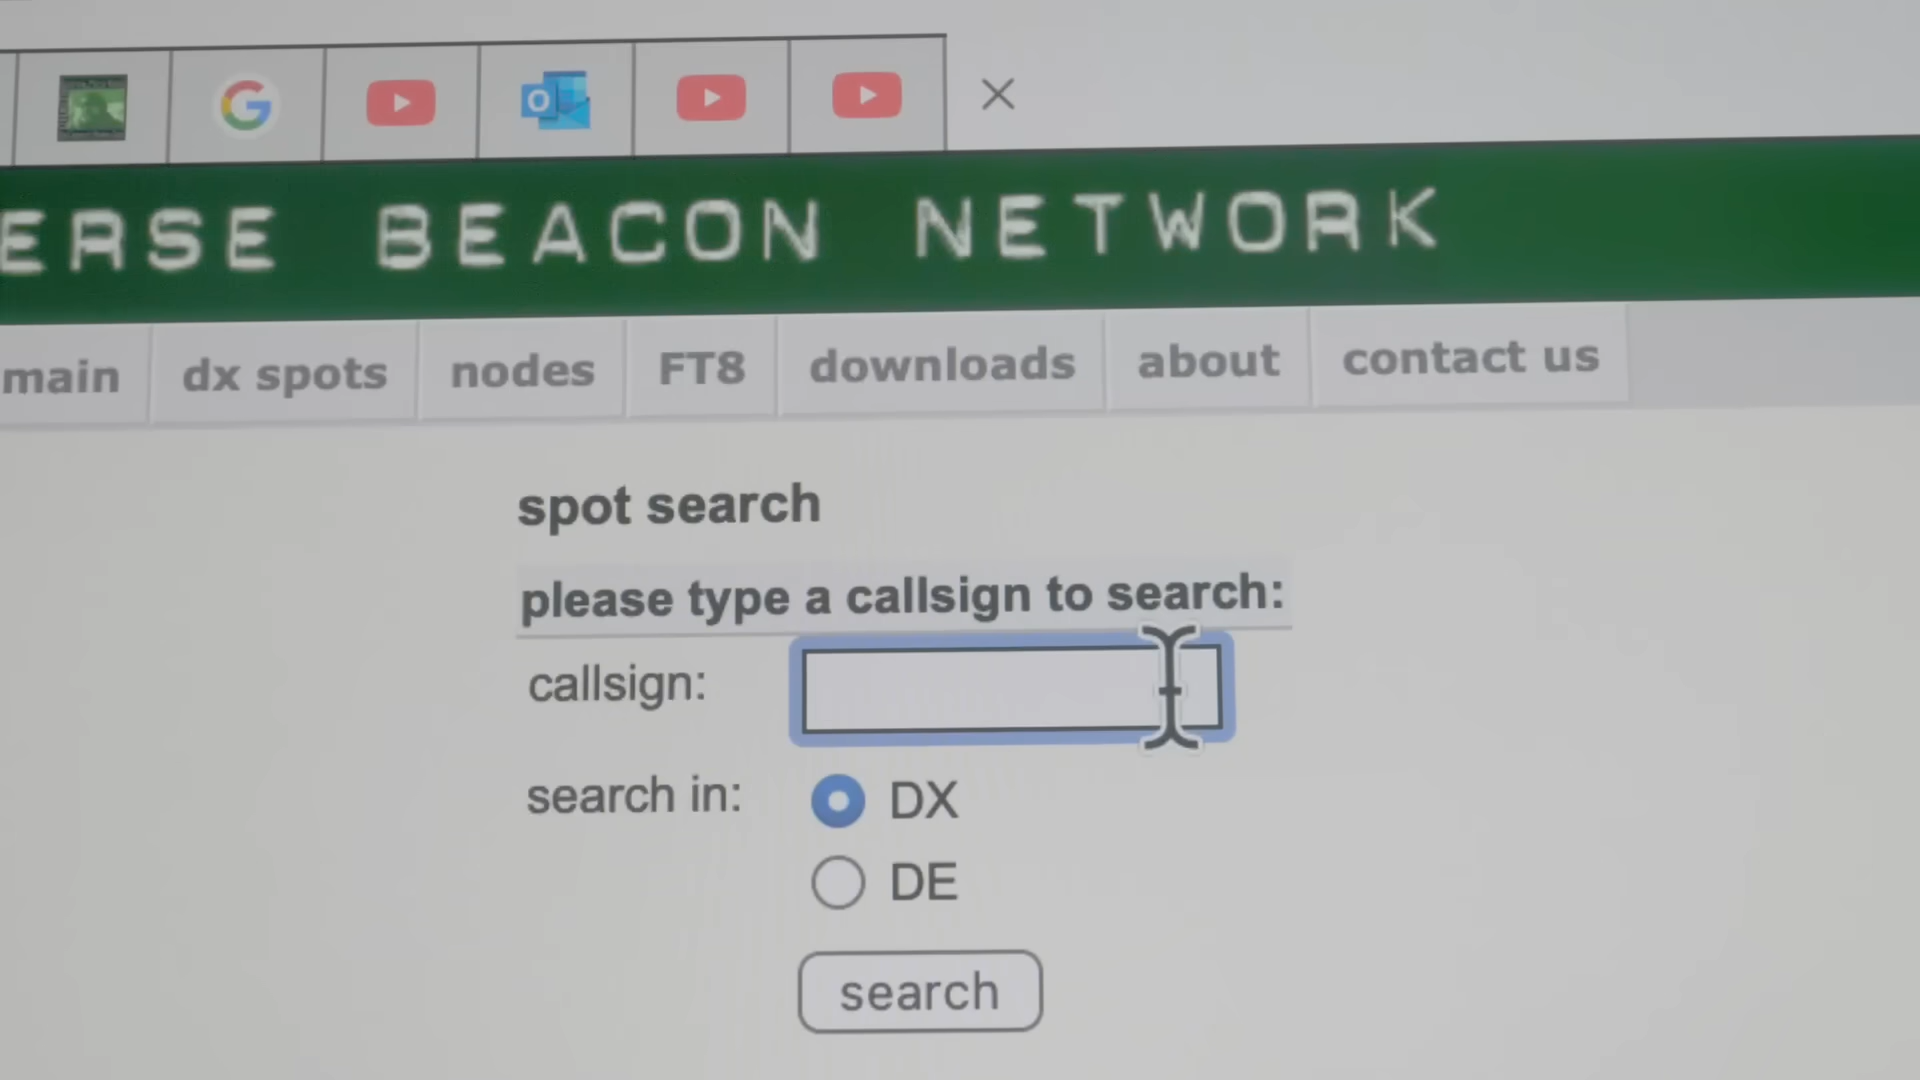 ERSE BEACON NETWORK
main dx spots nodes FT8 downloads about contact us
spot search
please type a callsign to search:
callsign:
search in: DX
DE
search